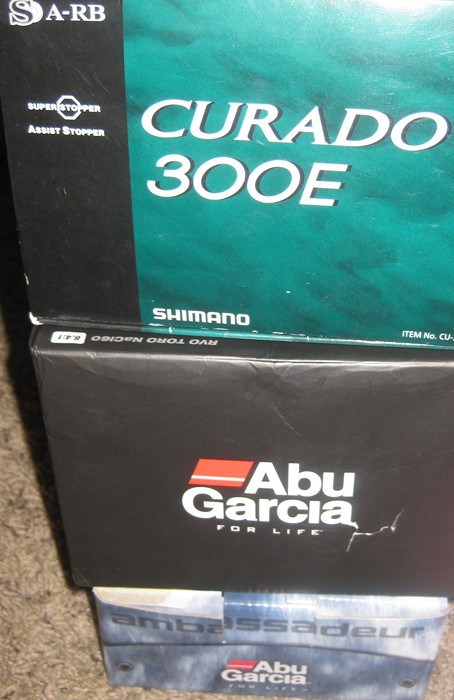 S A-RB
SUPER STOPPER
ASSIST STOPPER
CURADO
300E
SHIMANO
ITEM No. CU-
RVO TORO NaCl60 6.4:1
Abu
Garcia
FOR LIFE
ambassadeur
Abu
Garcia
FOR LIFE